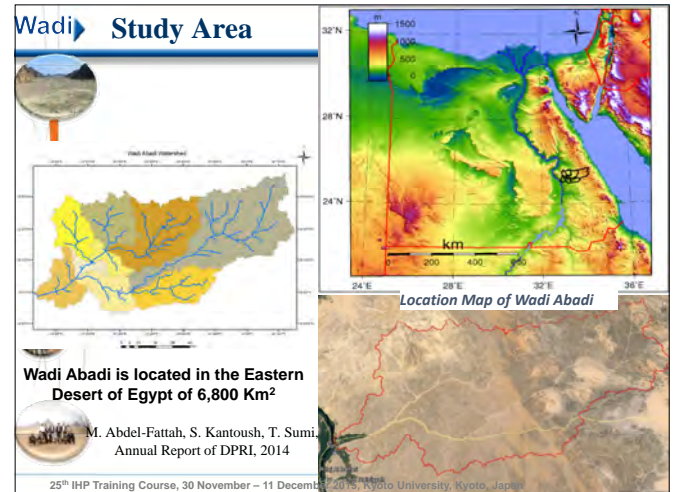 Wadi
Study Area
Wadi Abadi Watershed
m
1500
1000
500
0
32°N
28°N
24°N
km
0 200 400 600
24°E 28°E 32°E 36°E
Location Map of Wadi Abadi
Wadi Abadi is located in the Eastern
Desert of Egypt of 6,800 Km²
M. Abdel-Fattah, S. Kantoush, T. Sumi,
Annual Report of DPRI, 2014
25th IHP Training Course, 30 November – 11 December 2015, Kyoto University, Kyoto, Japan